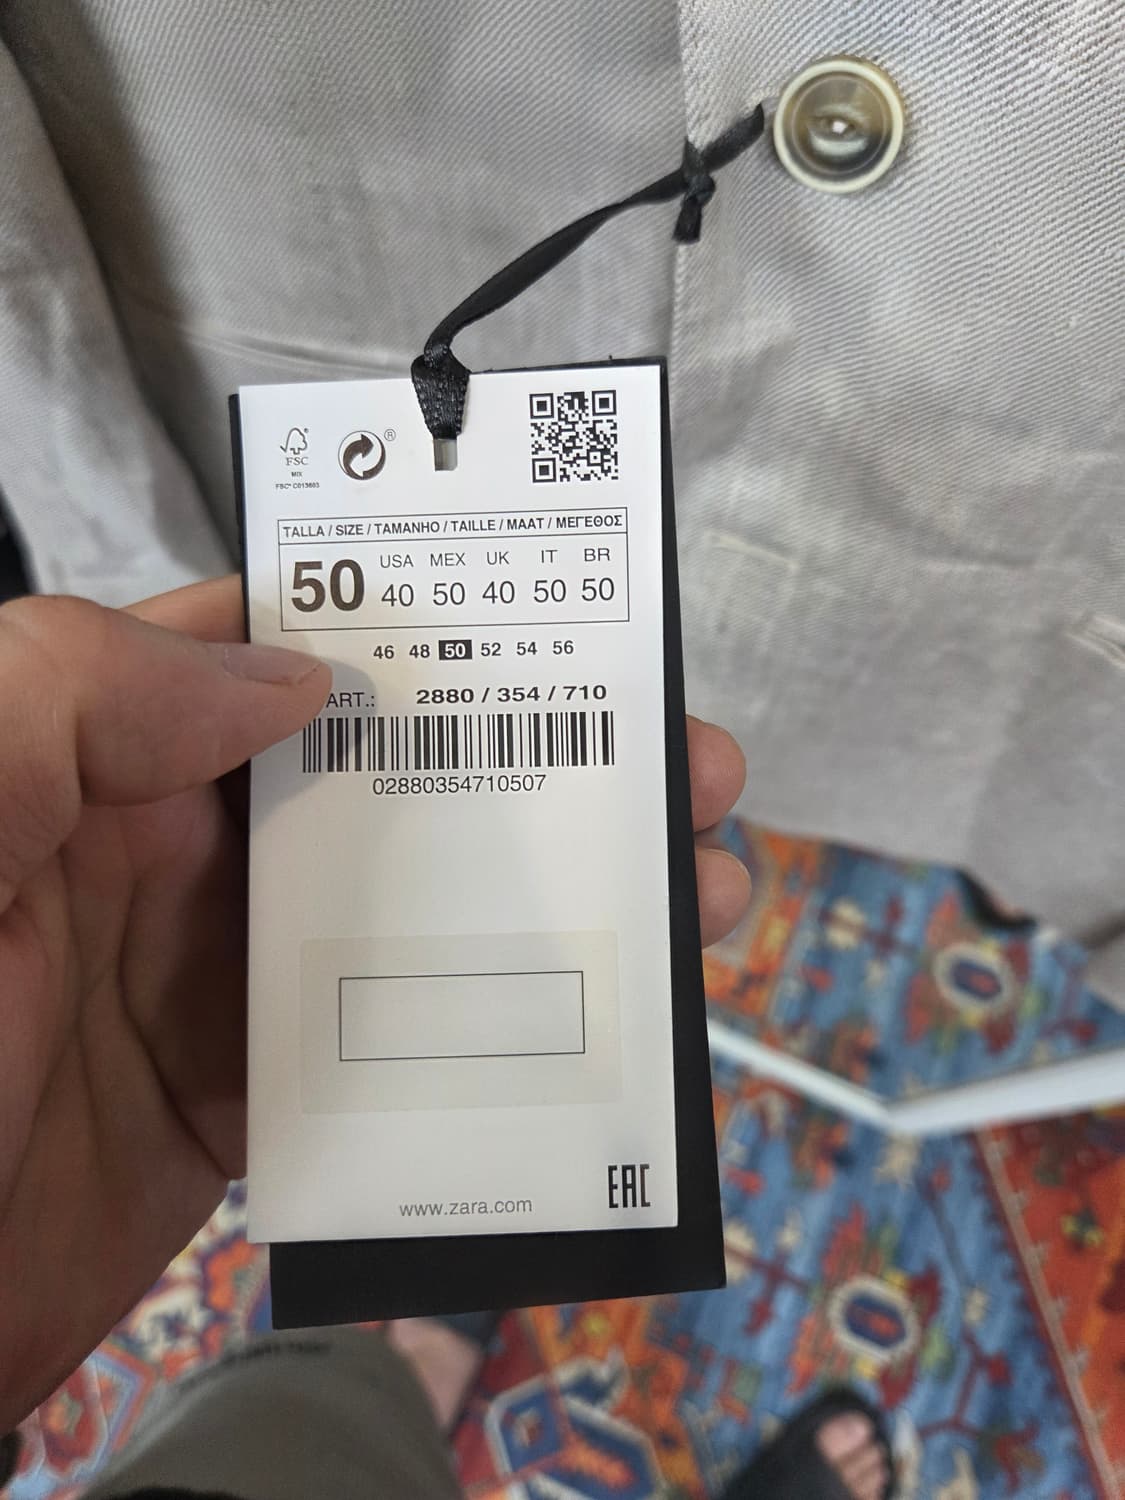 FSC
MIX
FSC® C013603
®
TALLA / SIZE / TAMANHO / TAILLE / MAAT / ΜΕΓΕΘΟΣ
50
USA MEX UK IT BR
40 50 40 50 50
46 48 50 52 54 56
ART.: 2880 / 354 / 710
02880354710507
www.zara.com
EAC